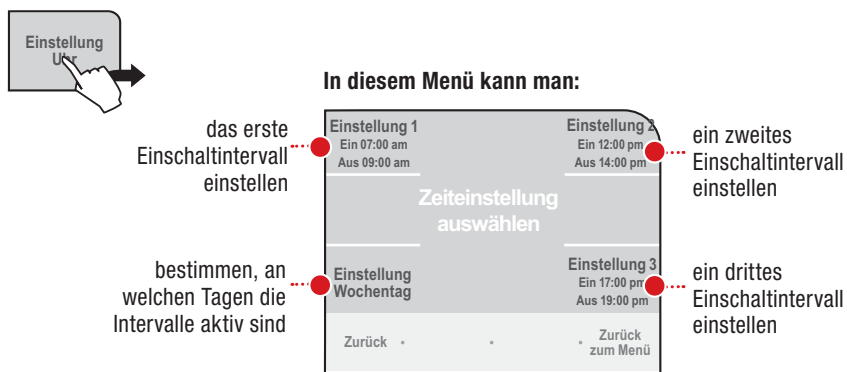 Einstellung
Uhr
In diesem Menü kann man:
das erste
Einschaltintervall
einstellen
Einstellung 1
Ein 07:00 am
Aus 09:00 am
Einstellung 2
Ein 12:00 pm
Aus 14:00 pm
ein zweites
Einschaltintervall
einstellen
Zeiteinstellung
auswählen
bestimmen, an
welchen Tagen die
Intervalle aktiv sind
Einstellung
Wochentag
Einstellung 3
Ein 17:00 pm
Aus 19:00 pm
ein drittes
Einschaltintervall
einstellen
Zurück
Zurück
zum Menü